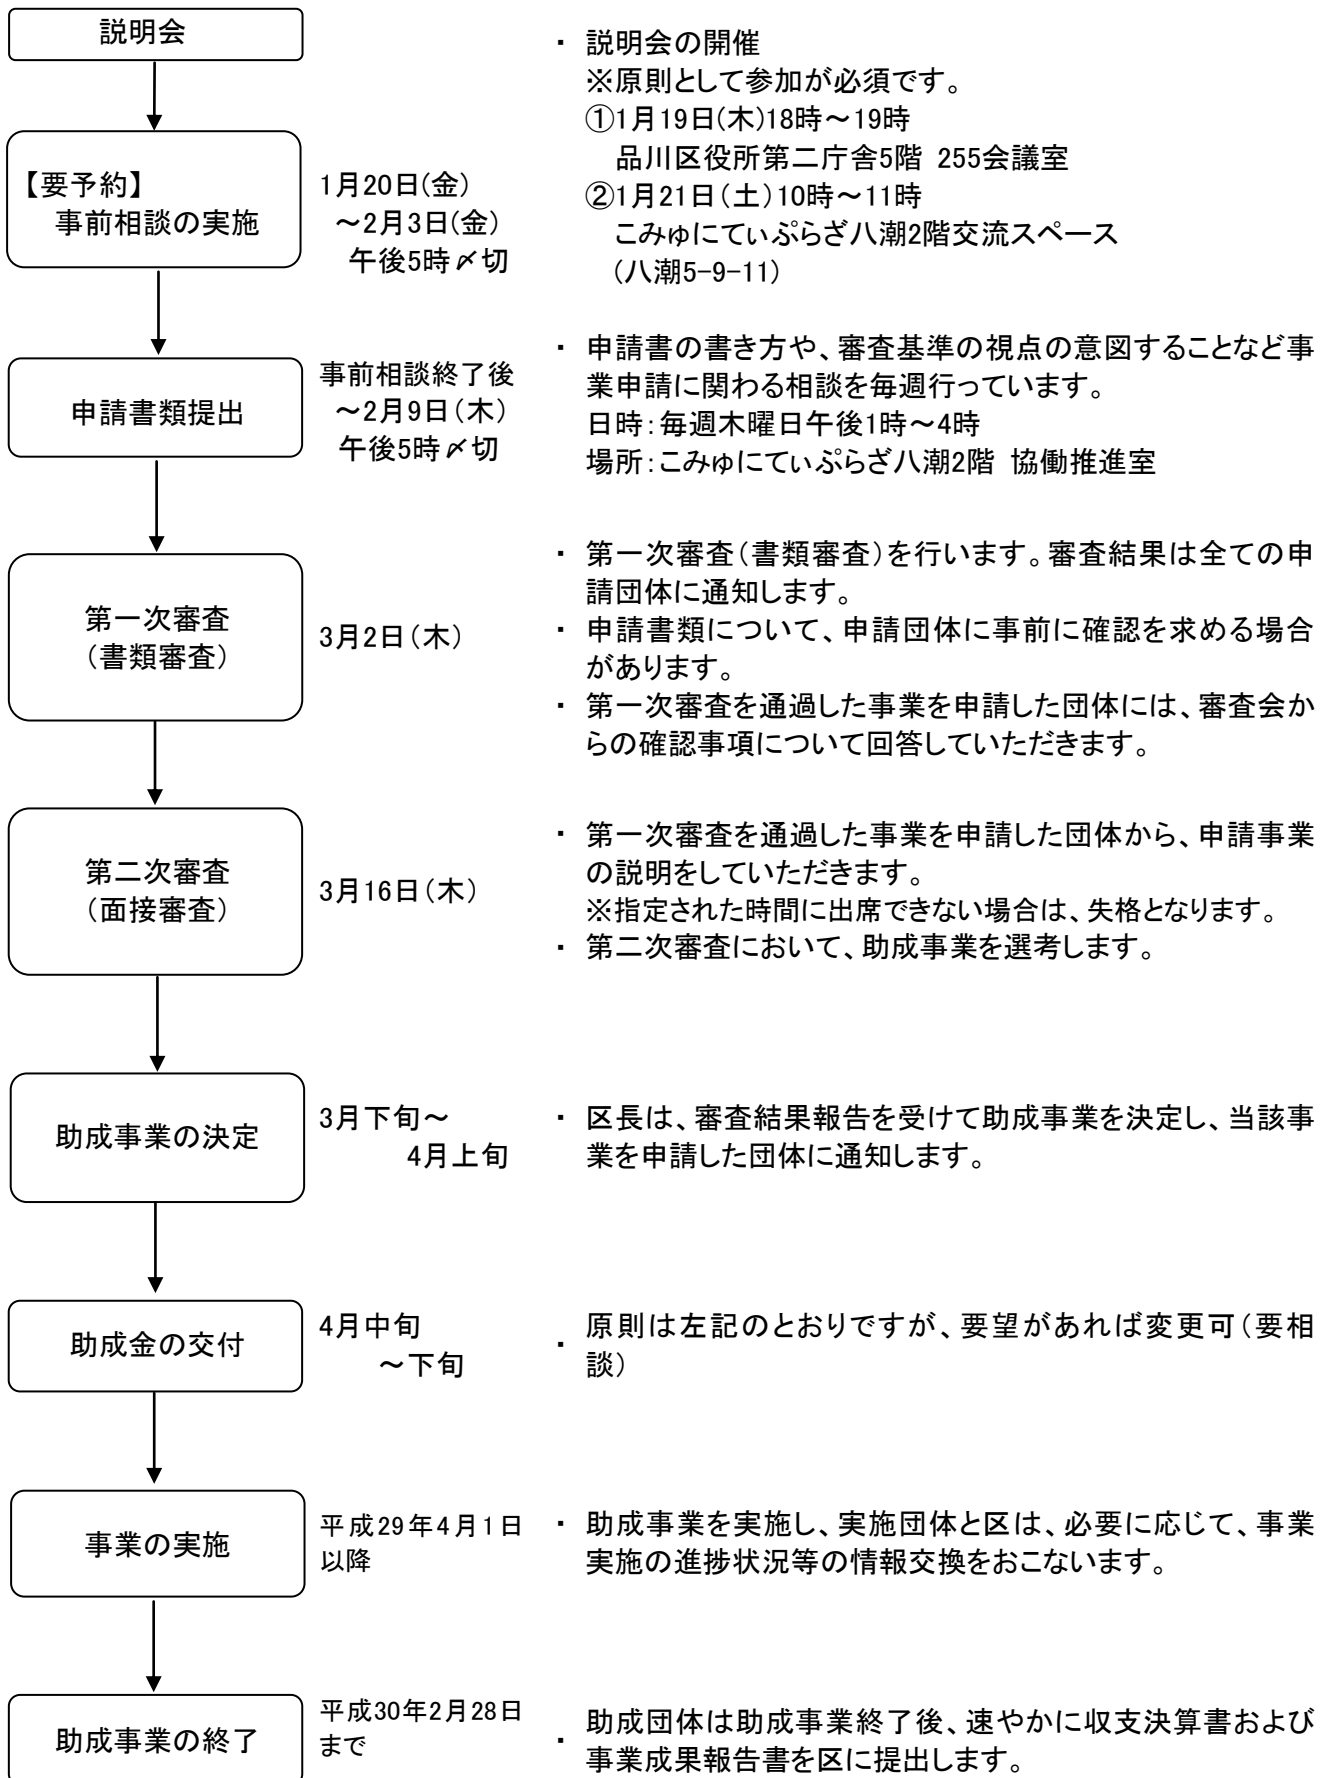 説明会
・ 説明会の開催
※原則として参加が必須です。
①1月19日(木)18時～19時
品川区役所第二庁舎5階 255会議室
②1月21日(土)10時～11時
こみゅにてぃぷらざ八潮2階交流スペース
(八潮5-9-11)
【要予約】
事前相談の実施
1月20日(金)
～2月3日(金)
午後5時〆切
申請書類提出
事前相談終了後
～2月9日(木)
午後5時〆切
・ 申請書の書き方や、審査基準の視点の意図することなど事
業申請に関わる相談を毎週行っています。
日時：毎週木曜日午後1時～4時
場所：こみゅにてぃぷらざ八潮2階 協働推進室
第一次審査
(書類審査)
3月2日(木)
・ 第一次審査(書類審査)を行います。審査結果は全ての申
請団体に通知します。
・ 申請書類について、申請団体に事前に確認を求める場合
があります。
・ 第一次審査を通過した事業を申請した団体には、審査会か
らの確認事項について回答していただきます。
第二次審査
(面接審査)
3月16日(木)
・ 第一次審査を通過した事業を申請した団体から、申請事業
の説明をしていただきます。
※指定された時間に出席できない場合は、失格となります。
・ 第二次審査において、助成事業を選考します。
助成事業の決定
3月下旬～
4月上旬
・ 区長は、審査結果報告を受けて助成事業を決定し、当該事
業を申請した団体に通知します。
助成金の交付
4月中旬
～下旬
・ 原則は左記のとおりですが、要望があれば変更可(要相
談)
事業の実施
平成29年4月1日
以降
・ 助成事業を実施し、実施団体と区は、必要に応じて、事業
実施の進捗状況等の情報交換をおこないます。
助成事業の終了
平成30年2月28日
まで
・ 助成団体は助成事業終了後、速やかに収支決算書および
事業成果報告書を区に提出します。